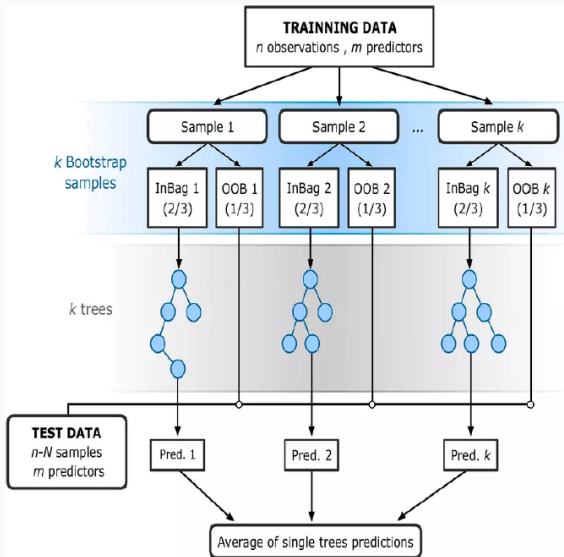 TRAINNING DATA
n observations , m predictors
Sample 1
Sample 2
...
Sample k
k Bootstrap
samples
InBag 1
(2/3)
OOB 1
(1/3)
InBag 2
(2/3)
OOB 2
(1/3)
InBag k
(2/3)
OOB k
(1/3)
k trees
TEST DATA
n-N samples
m predictors
Pred. 1
Pred. 2
Pred. k
Average of single trees predictions